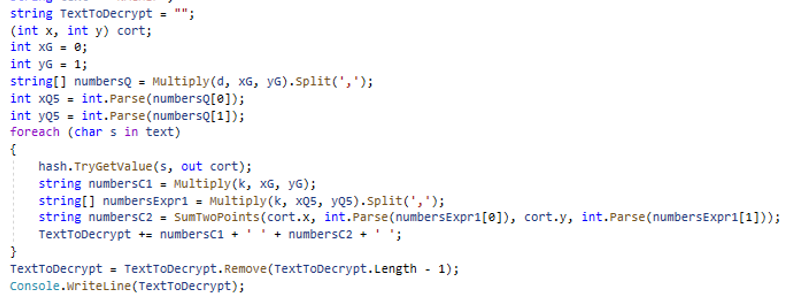 string TextToDecrypt = "";
(int x, int y) cort;
int xG = 0;
int yG = 1;
string[] numbersQ = Multiply(d, xG, yG).Split(',');
int xQ5 = int.Parse(numbersQ[0]);
int yQ5 = int.Parse(numbersQ[1]);
foreach (char s in text)
{
hash.TryGetValue(s, out cort);
string numbersC1 = Multiply(k, xG, yG);
string[] numbersExpr1 = Multiply(k, xQ5, yQ5).Split(',');
string numbersC2 = SumTwoPoints(cort.x, int.Parse(numbersExpr1[0]), cort.y, int.Parse(numbersExpr1[1]));
TextToDecrypt += numbersC1 + ' ' + numbersC2 + ' ';
}
TextToDecrypt = TextToDecrypt.Remove(TextToDecrypt.Length - 1);
Console.WriteLine(TextToDecrypt);